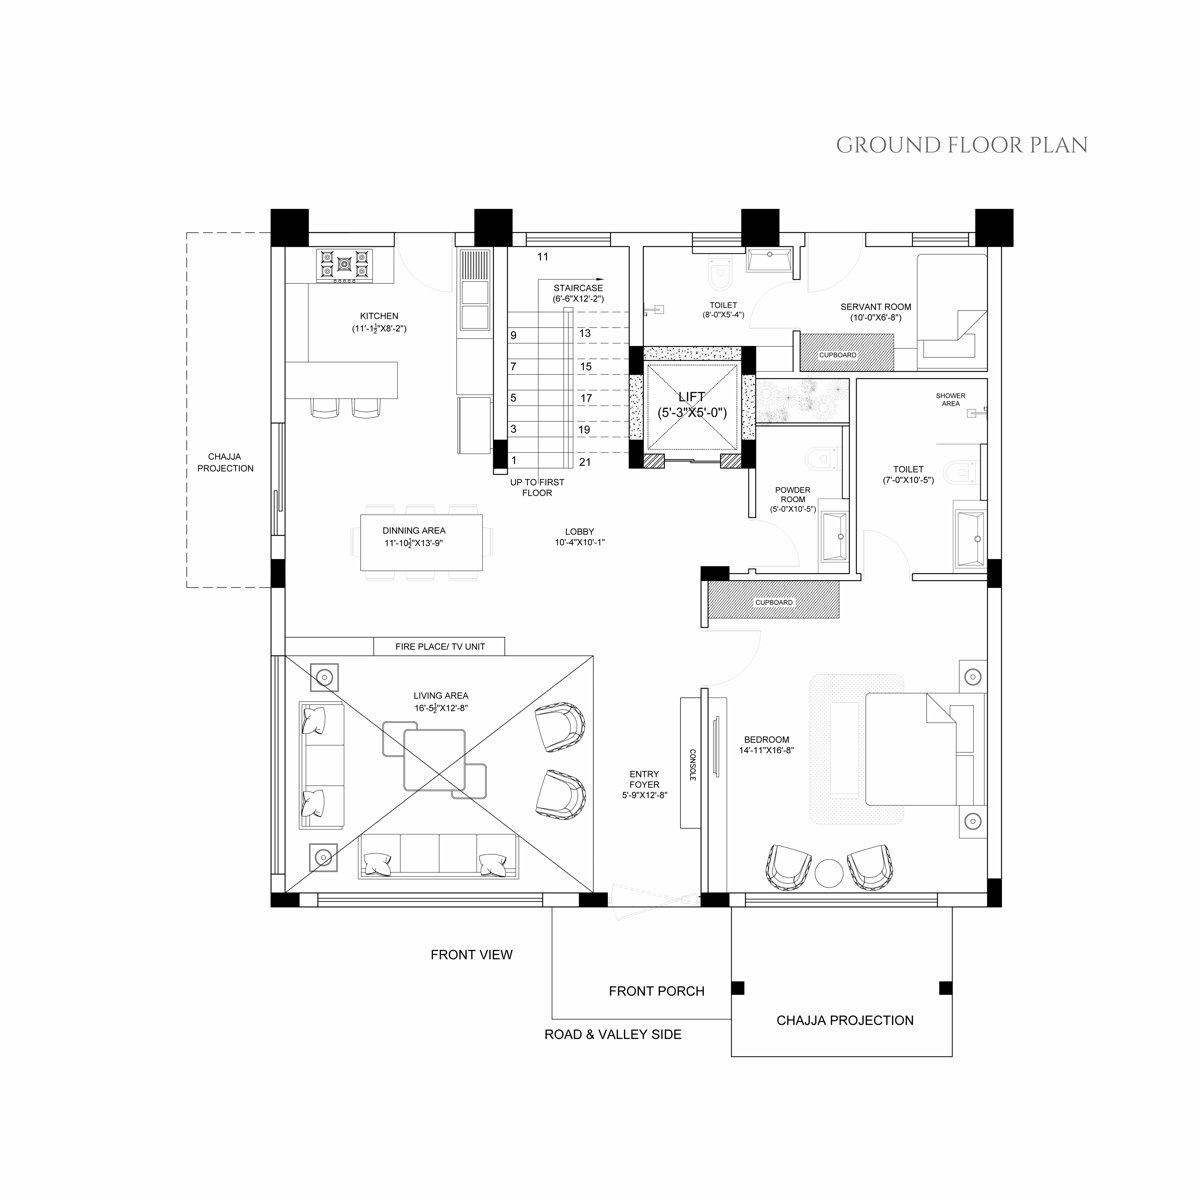 GROUND FLOOR PLAN
11
STAIRCASE
(6'-6"X12'-2")
9
13
7
15
5
17
3
19
1
21
UP TO FIRST
FLOOR
KITCHEN
(11'-1½"X8'-2")
TOILET
(8'-0"X5'-4")
SERVANT ROOM
(10'-0"X6'-8")
CUPBOARD
LIFT
(5'-3"X5'-0")
SHOWER
AREA
TOILET
(7'-0"X10'-5")
POWDER
ROOM
(5'-0"X10'-5")
CHAJJA
PROJECTION
DINNING AREA
11'-10½"X13'-9"
LOBBY
10'-4"X10'-1"
CUPBOARD
FIRE PLACE/ TV UNIT
LIVING AREA
16'-5½"X12'-8"
BEDROOM
14'-11"X16'-8"
CONSOLE
ENTRY
FOYER
5'-9"X12'-8"
FRONT VIEW
FRONT PORCH
CHAJJA PROJECTION
ROAD & VALLEY SIDE